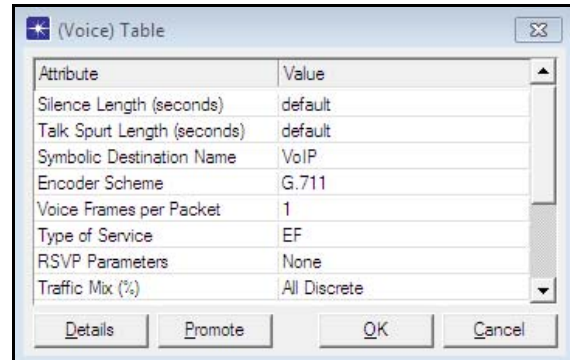 (Voice) Table
Attribute Value
Silence Length (seconds) default
Talk Spurt Length (seconds) default
Symbolic Destination Name VoIP
Encoder Scheme G.711
Voice Frames per Packet 1
Type of Service EF
RSVP Parameters None
Traffic Mix (%) All Discrete
Details Promote OK Cancel